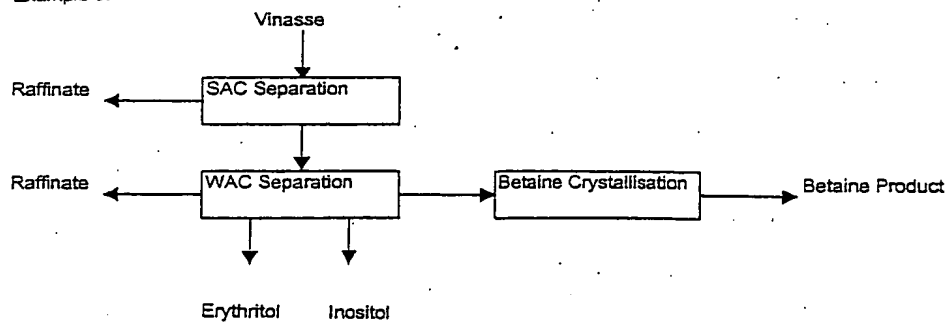 Vinasse
Raffinate
SAC Separation
Raffinate
WAC Separation
Betaine Crystallisation
Betaine Product
Erythritol Inositol